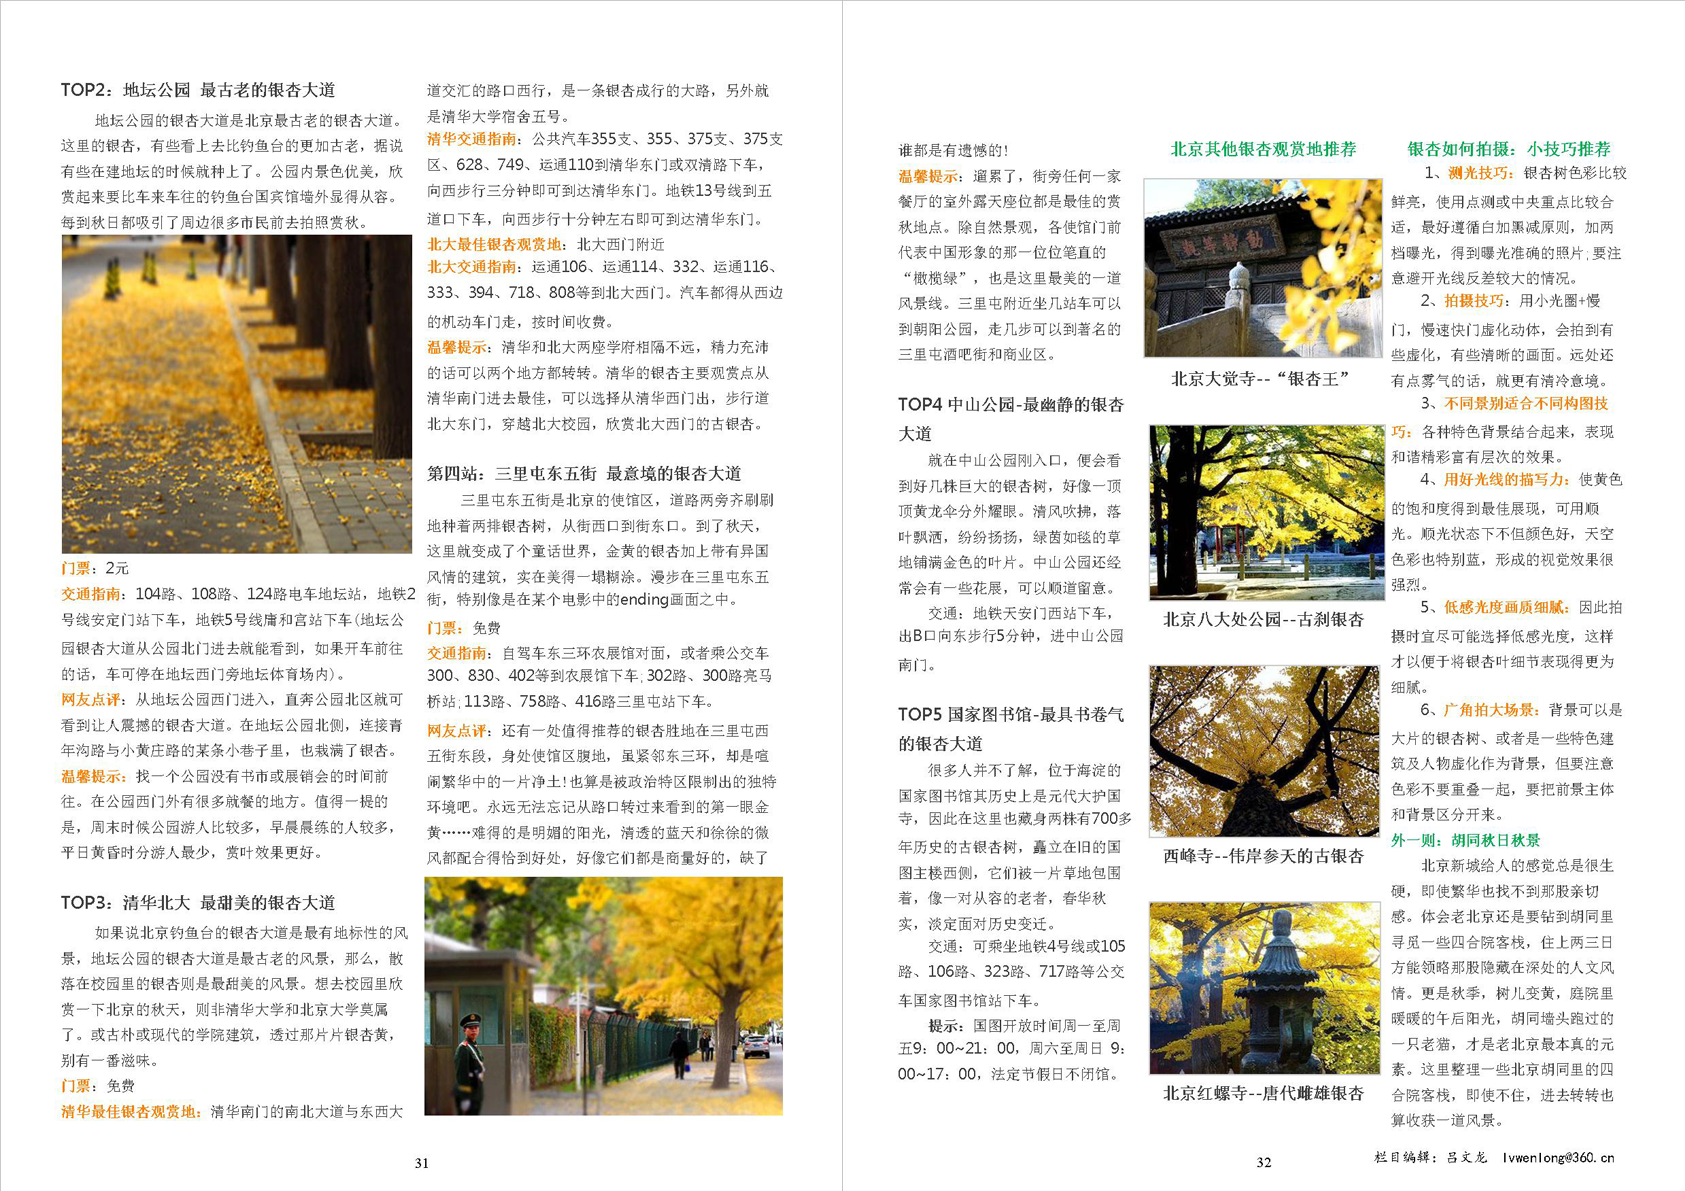 TOP2：地坛公园 最古老的银杏大道
地坛公园的银杏大道是北京最古老的银杏大道。
这里的银杏，有些看上去比钓鱼台的更加古老，据说
有些在建地坛的时候就种上了。公园内景色优美，欣
赏起来要比车来车往的钓鱼台国宾馆墙外显得从容。
每到秋日都吸引了周边很多市民前去拍照赏秋。
门票：2元
交通指南：104路、108路、124路电车地坛站，地铁2
号线安定门站下车，地铁5号线庸和宫站下车(地坛公
园银杏大道从公园北门进去就能看到，如果开车前往
的话，车可停在地坛西门旁地坛体育场内)。
网友点评：从地坛公园西门进入，直奔公园北区就可
看到让人震撼的银杏大道。在地坛公园北侧，连接青
年沟路与小黄庄路的某条小巷子里，也栽满了银杏。
温馨提示：找一个公园没有书市或展销会的时间前
往。在公园西门外有很多就餐的地方。值得一提的
是，周末时候公园游人比较多，早晨晨练的人较多，
平日黄昏时分游人最少，赏叶效果更好。
TOP3：清华北大 最甜美的银杏大道
如果说北京钓鱼台的银杏大道是最有地标性的风
景，地坛公园的银杏大道是最古老的风景，那么，散
落在校园里的银杏则是最甜美的风景。想去校园里欣
赏一下北京的秋天，则非清华大学和北京大学莫属
了。或古朴或现代的学院建筑，透过那片片银杏黄，
别有一番滋味。
门票：免费
清华最佳银杏观赏地：清华南门的南北大道与东西大
道交汇的路口西行，是一条银杏成行的大路，另外就
是清华大学宿舍五号。
清华交通指南：公共汽车355支、355、375支、375支
区、628、749、运通110到清华东门或双清路下车，
向西步行三分钟即可到达清华东门。地铁13号线到五
道口下车，向西步行十分钟左右即可到达清华东门。
北大最佳银杏观赏地：北大西门附近
北大交通指南：运通106、运通114、332、运通116、
333、394、718、808等到北大西门。汽车都得从西边
的机动车门走，按时间收费。
温馨提示：清华和北大两座学府相隔不远，精力充沛
的话可以两个地方都转转。清华的银杏主要观赏点从
清华南门进去最佳，可以选择从清华西门出，步行道
北大东门，穿越北大校园，欣赏北大西门的古银杏。
第四站：三里屯东五街 最意境的银杏大道
三里屯东五街是北京的使馆区，道路两旁齐刷刷
地种着两排银杏树，从街西口到街东口。到了秋天，
这里就变成了个童话世界，金黄的银杏加上带有异国
风情的建筑，实在美得一塌糊涂。漫步在三里屯东五
街，特别像是在某个电影中的ending画面之中。
门票：免费
交通指南：自驾车东三环农展馆对面，或者乘公交车
300、830、402等到农展馆下车;302路、300路亮马
桥站;113路、758路、416路三里屯站下车。
网友点评：还有一处值得推荐的银杏胜地在三里屯西
五街东段，身处使馆区腹地，虽紧邻东三环，却是喧
闹繁华中的一片净土!也算是被政治特区限制出的独特
环境吧。永远无法忘记从路口转过来看到的第一眼金
黄……难得的是明媚的阳光，清透的蓝天和徐徐的微
风都配合得恰到好处，好像它们都是商量好的，缺了
31
谁都是有遗憾的!
温馨提示：遛累了，街旁任何一家
餐厅的室外露天座位都是最佳的赏
秋地点。除自然景观，各使馆门前
代表中国形象的那一位位笔直的
“橄榄绿”，也是这里最美的一道
风景线。三里屯附近坐几站车可以
到朝阳公园，走几步可以到著名的
三里屯酒吧街和商业区。
TOP4 中山公园-最幽静的银杏
大道
就在中山公园刚入口，便会看
到好几株巨大的银杏树，好像一顶
顶黄龙伞分外耀眼。清风吹拂，落
叶飘洒，纷纷扬扬，绿茵如毯的草
地铺满金色的叶片。中山公园还经
常会有一些花展，可以顺道留意。
交通：地铁天安门西站下车，
出B口向东步行5分钟，进中山公园
南门。
TOP5 国家图书馆-最具书卷气
的银杏大道
很多人并不了解，位于海淀的
国家图书馆其历史上是元代大护国
寺，因此在这里也藏身两株有700多
年历史的古银杏树，矗立在旧的国
图主楼西侧，它们被一片草地包围
着，像一对从容的老者，春华秋
实，淡定面对历史变迁。
交通：可乘坐地铁4号线或105
路、106路、323路、717路等公交
车国家图书馆站下车。
提示：国图开放时间周一至周
五9：00~21：00，周六至周日 9：
00~17：00，法定节假日不闭馆。
北京其他银杏观赏地推荐
北京大觉寺--“银杏王”
北京八大处公园--古刹银杏
西峰寺--伟岸参天的古银杏
北京红螺寺--唐代雌雄银杏
银杏如何拍摄：小技巧推荐
1、测光技巧：银杏树色彩比较
鲜亮，使用点测或中央重点比较合
适，最好遵循白加黑减原则，加两
档曝光，得到曝光准确的照片;要注
意避开光线反差较大的情况。
2、拍摄技巧：用小光圈+慢
门，慢速快门虚化动体，会拍到有
些虚化，有些清晰的画面。远处还
有点雾气的话，就更有清冷意境。
3、不同景别适合不同构图技
巧：各种特色背景结合起来，表现
和谐精彩富有层次的效果。
4、用好光线的描写力：使黄色
的饱和度得到最佳展现，可用顺
光。顺光状态下不但颜色好，天空
色彩也特别蓝，形成的视觉效果很
强烈。
5、低感光度画质细腻：因此拍
摄时宜尽可能选择低感光度，这样
才以便于将银杏叶细节表现得更为
细腻。
6、广角拍大场景：背景可以是
大片的银杏树、或者是一些特色建
筑及人物虚化作为背景，但要注意
色彩不要重叠一起，要把前景主体
和背景区分开来。
外一则：胡同秋日秋景
北京新城给人的感觉总是很生
硬，即使繁华也找不到那股亲切
感。体会老北京还是要钻到胡同里
寻觅一些四合院客栈，住上两三日
方能领略那股隐藏在深处的人文风
情。更是秋季，树儿变黄，庭院里
暖暖的午后阳光，胡同墙头跑过的
一只老猫，才是老北京最本真的元
素。这里整理一些北京胡同里的四
合院客栈，即使不住，进去转转也
算收获一道风景。
32
栏目编辑：吕文龙 lvwenlong@360.cn